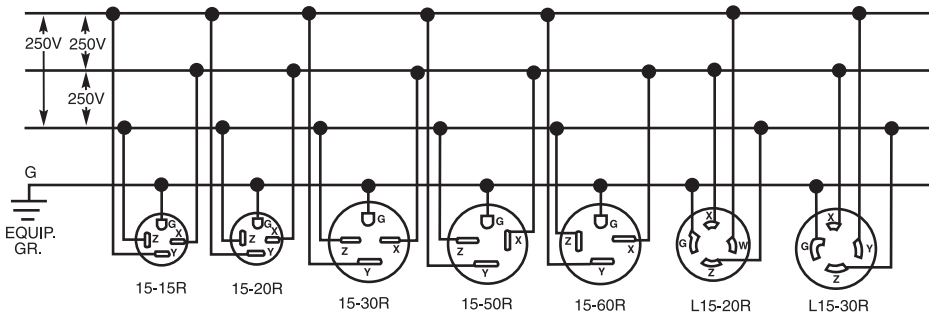 250V
250V
250V
G
EQUIP.
GR.
G
X
Z
Y
15-15R
G
X
Z
Y
15-20R
G
Z
X
Y
15-30R
G
Z
X
Y
15-50R
G
Z
X
Y
15-60R
X
G
W
Z
L15-20R
X
G
Y
Z
L15-30R